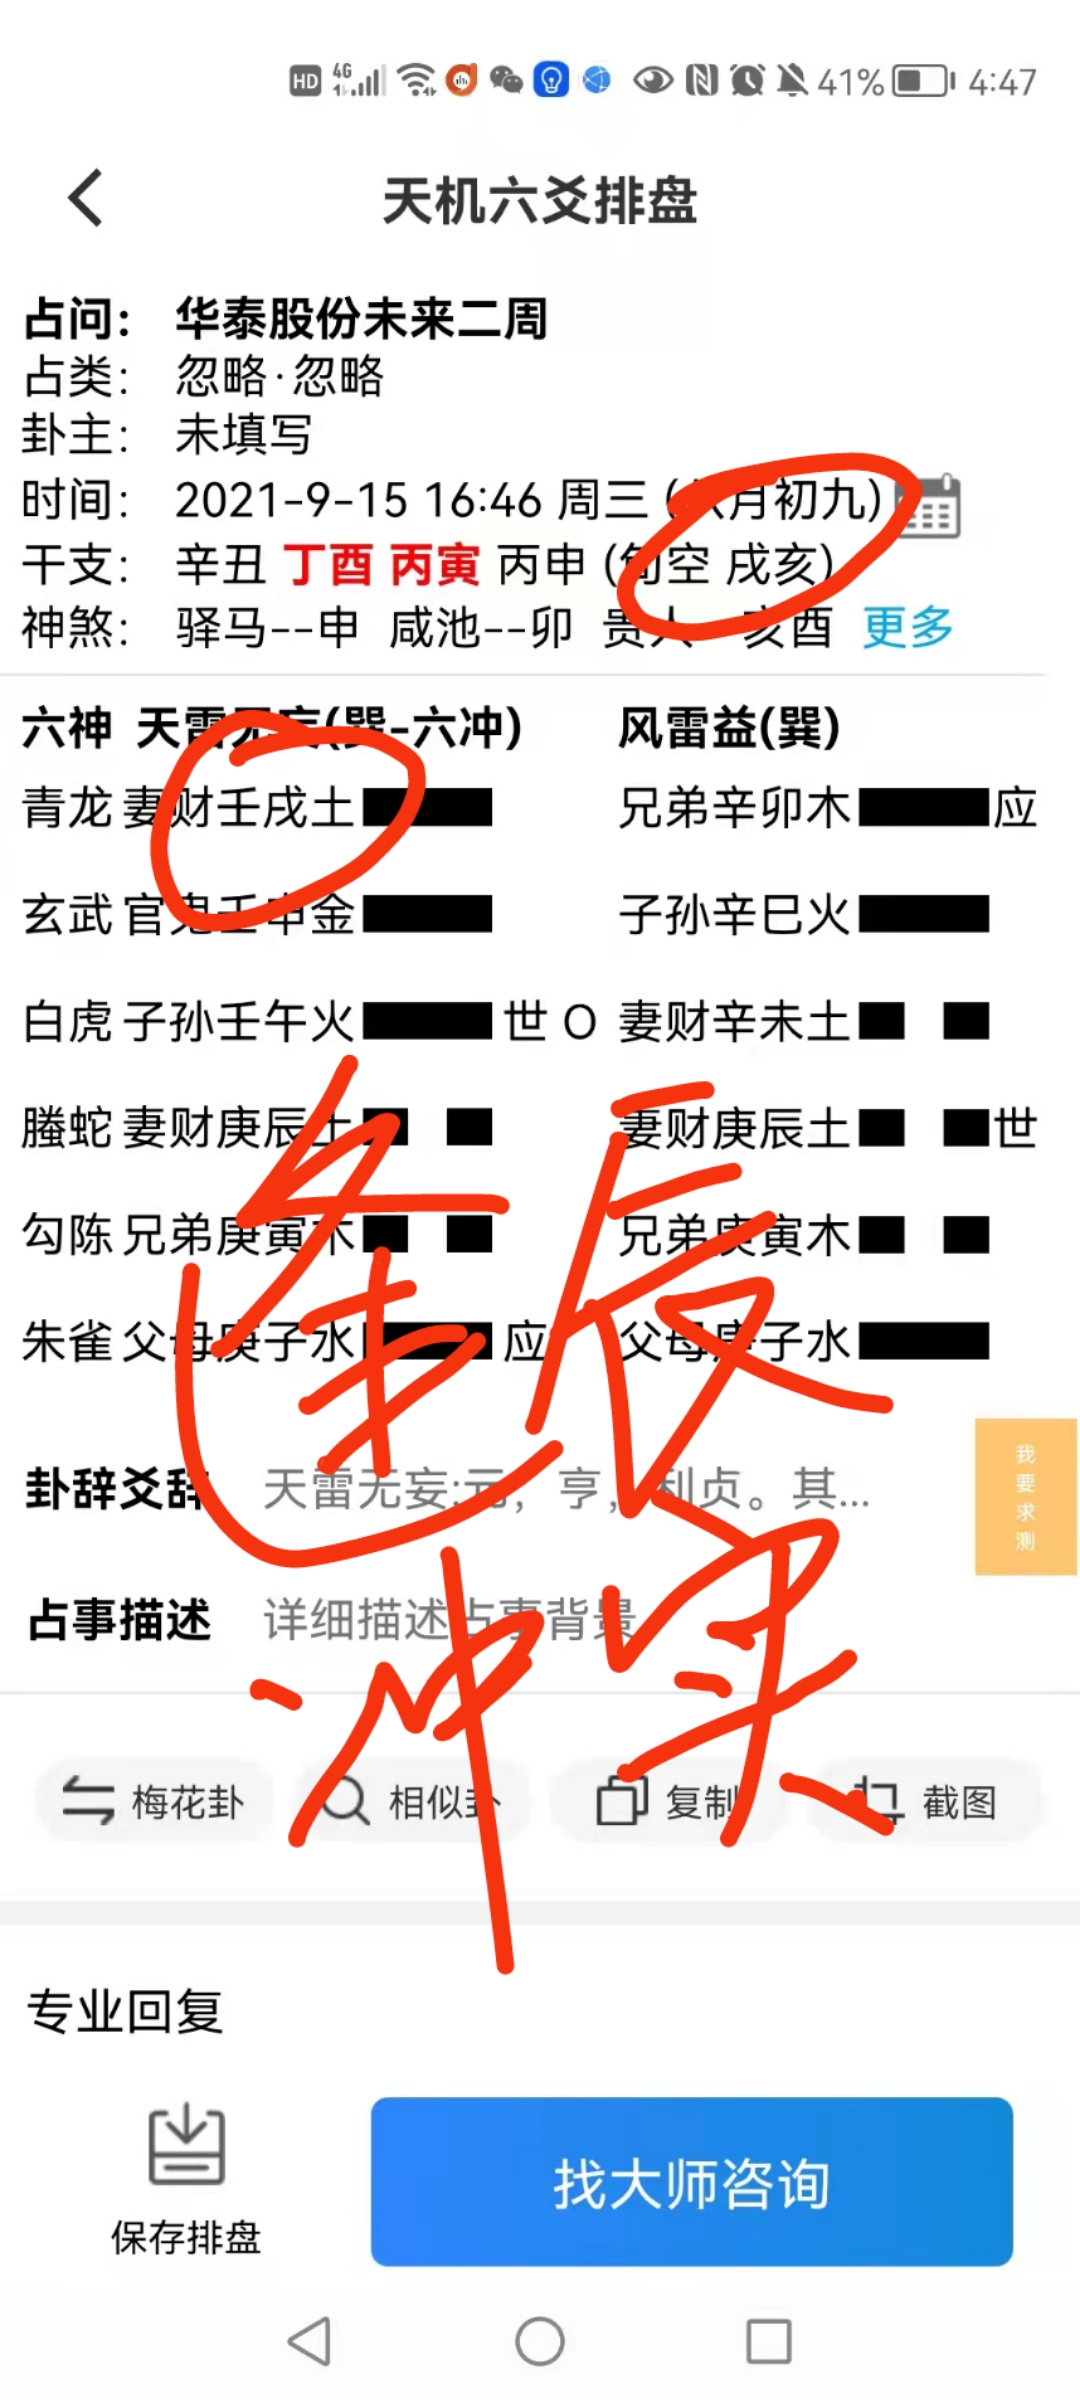 HD 4G 41% 4:47
天机六爻排盘
占问： 华泰股份未来二周
占类： 忽略·忽略
卦主： 未填写
时间： 2021-9-15 16:46 周三 (八月初九)
干支： 辛丑 丁酉 丙寅 丙申 (旬空 戌亥)
神煞： 驿马--申 咸池--卯 贵人--亥酉 更多
六神 天雷无妄(巽-六冲) 风雷益(巽)
青龙 妻财壬戌土 兄弟辛卯木 应
玄武 官鬼壬申金 子孙辛巳火
白虎 子孙壬午火 世 O 妻财辛未土
螣蛇 妻财庚辰土 妻财庚辰土 世
勾陈 兄弟庚寅木 兄弟庚寅木
朱雀 父母庚子水 应 父母庚子水
逢辰
冲实
卦辞爻辞 天雷无妄:元，亨，利贞。其...
我要求测
占事描述 详细描述占事背景
梅花卦 相似卦 复制 截图
专业回复
保存排盘 找大师咨询